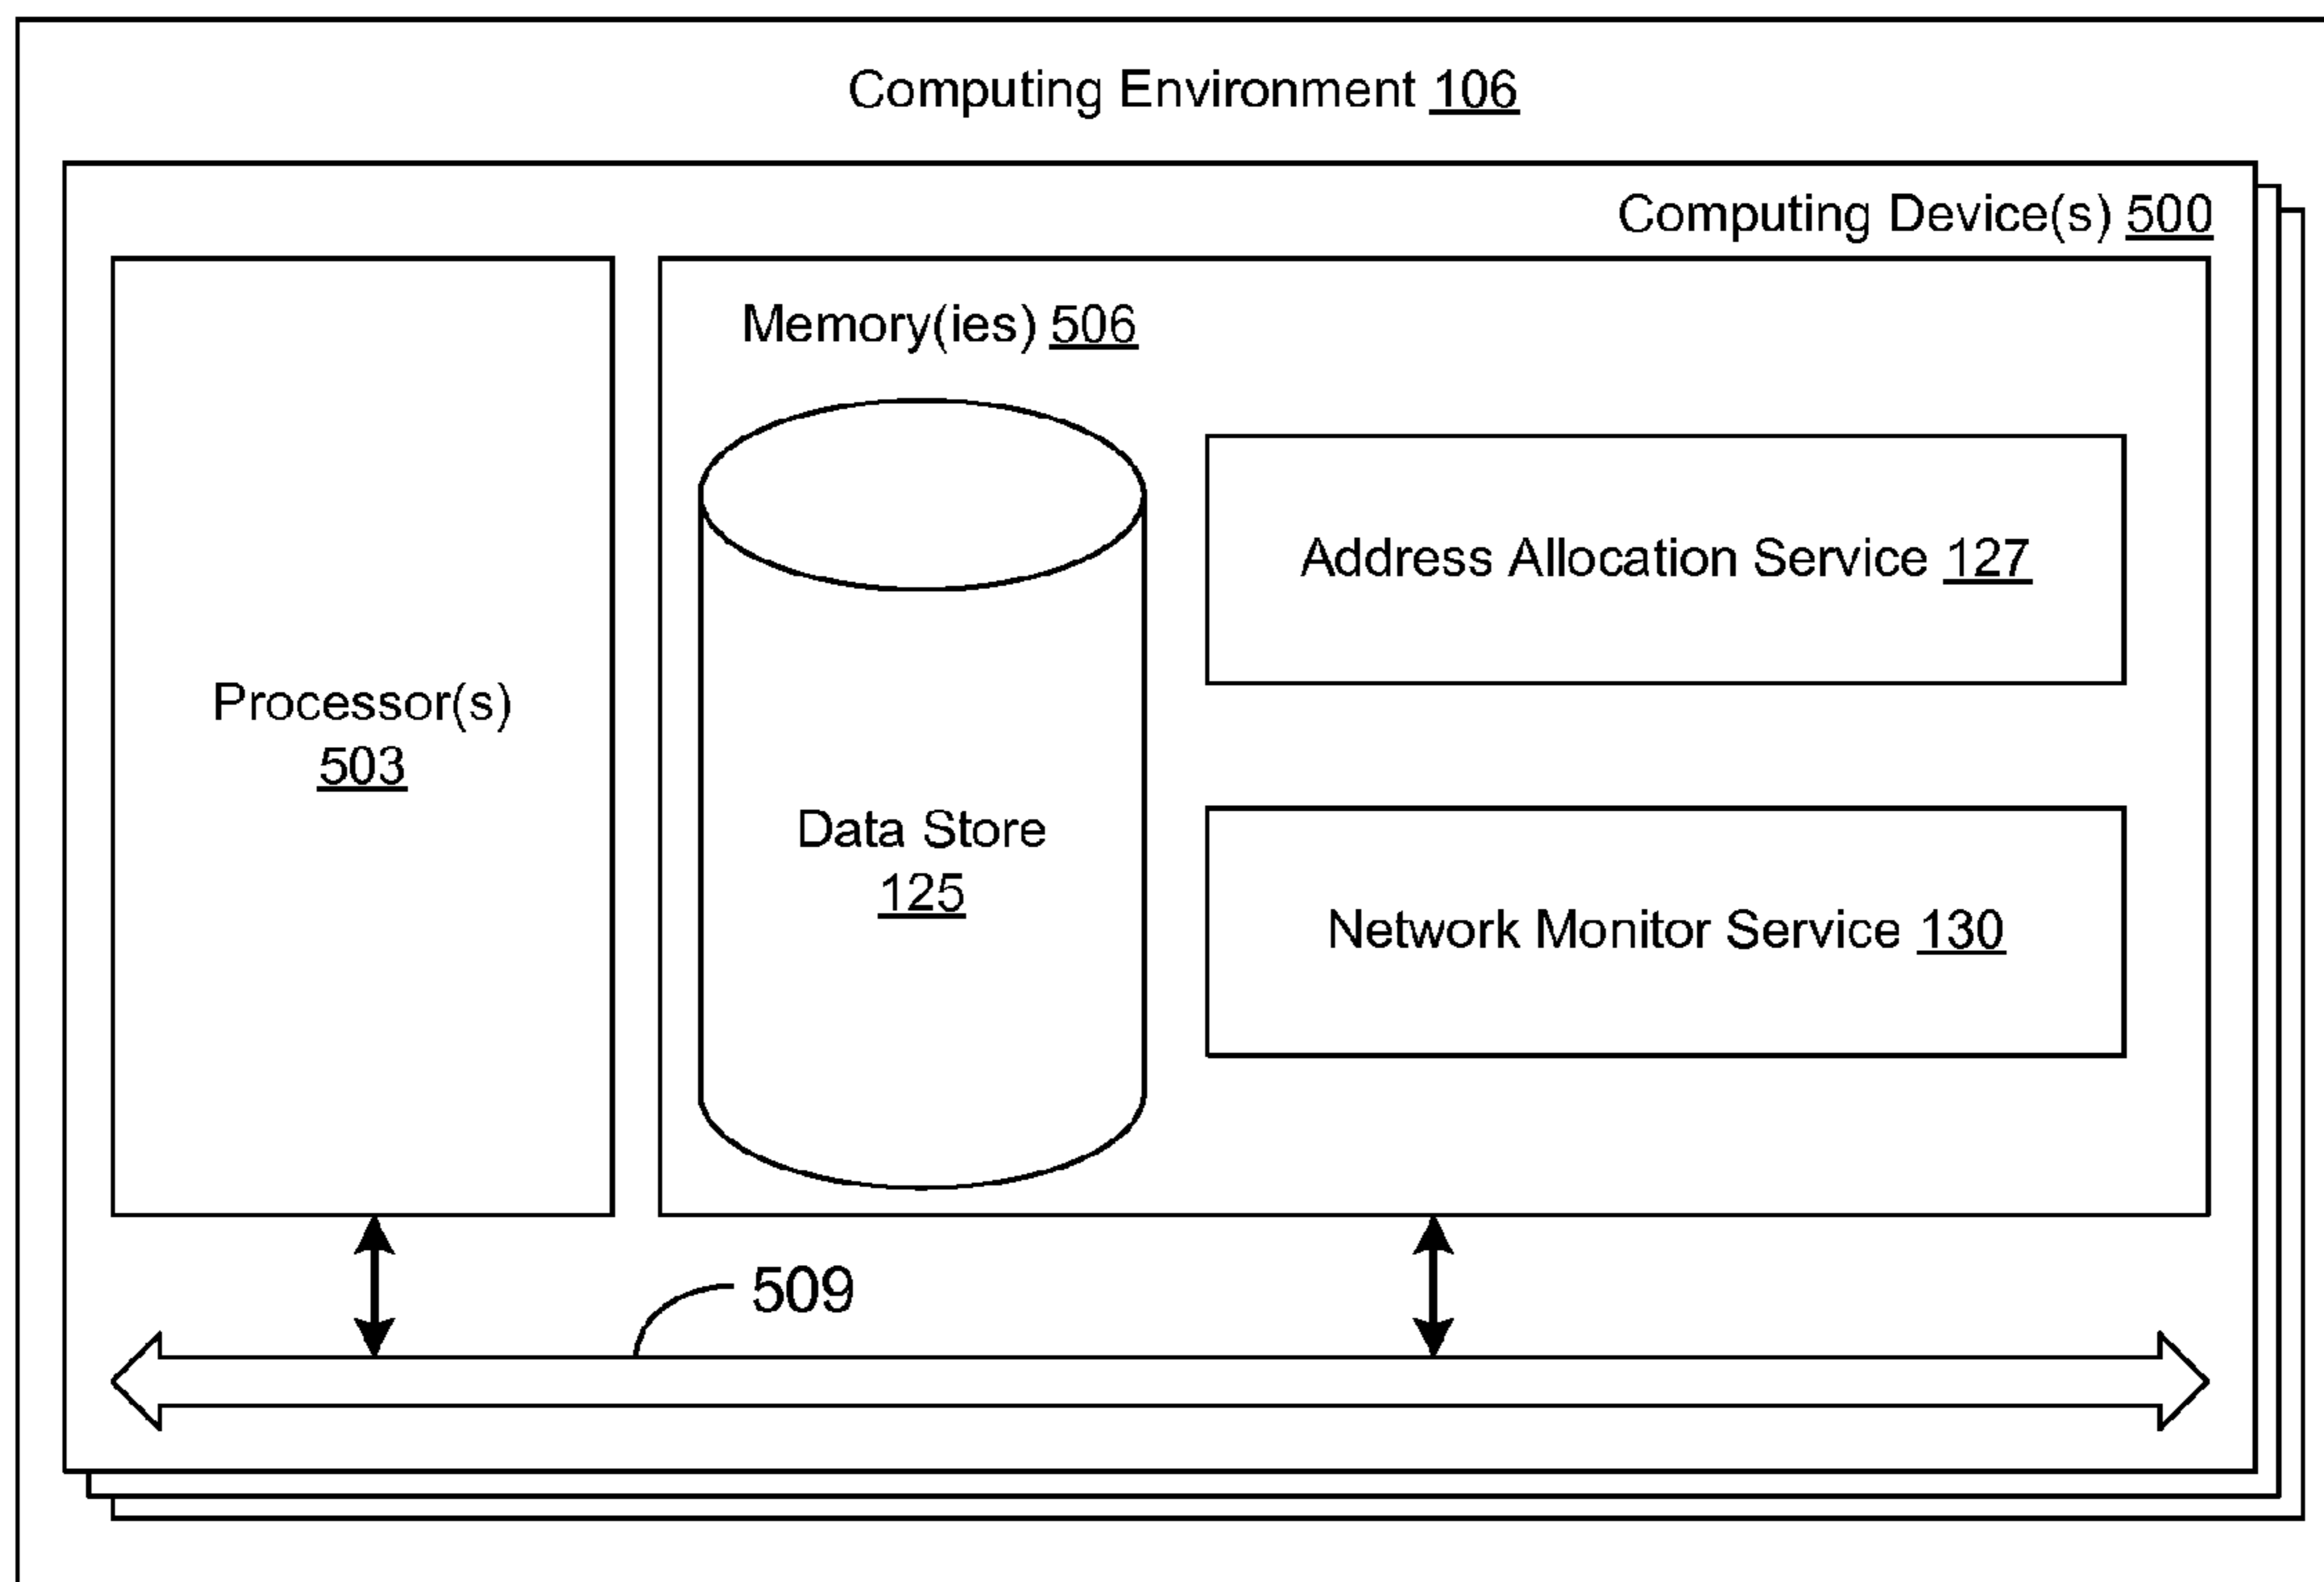 Computing Environment 106
Computing Device(s) 500
Memory(ies) 506
Address Allocation Service 127
Processor(s)
503
Data Store
125
Network Monitor Service 130
509